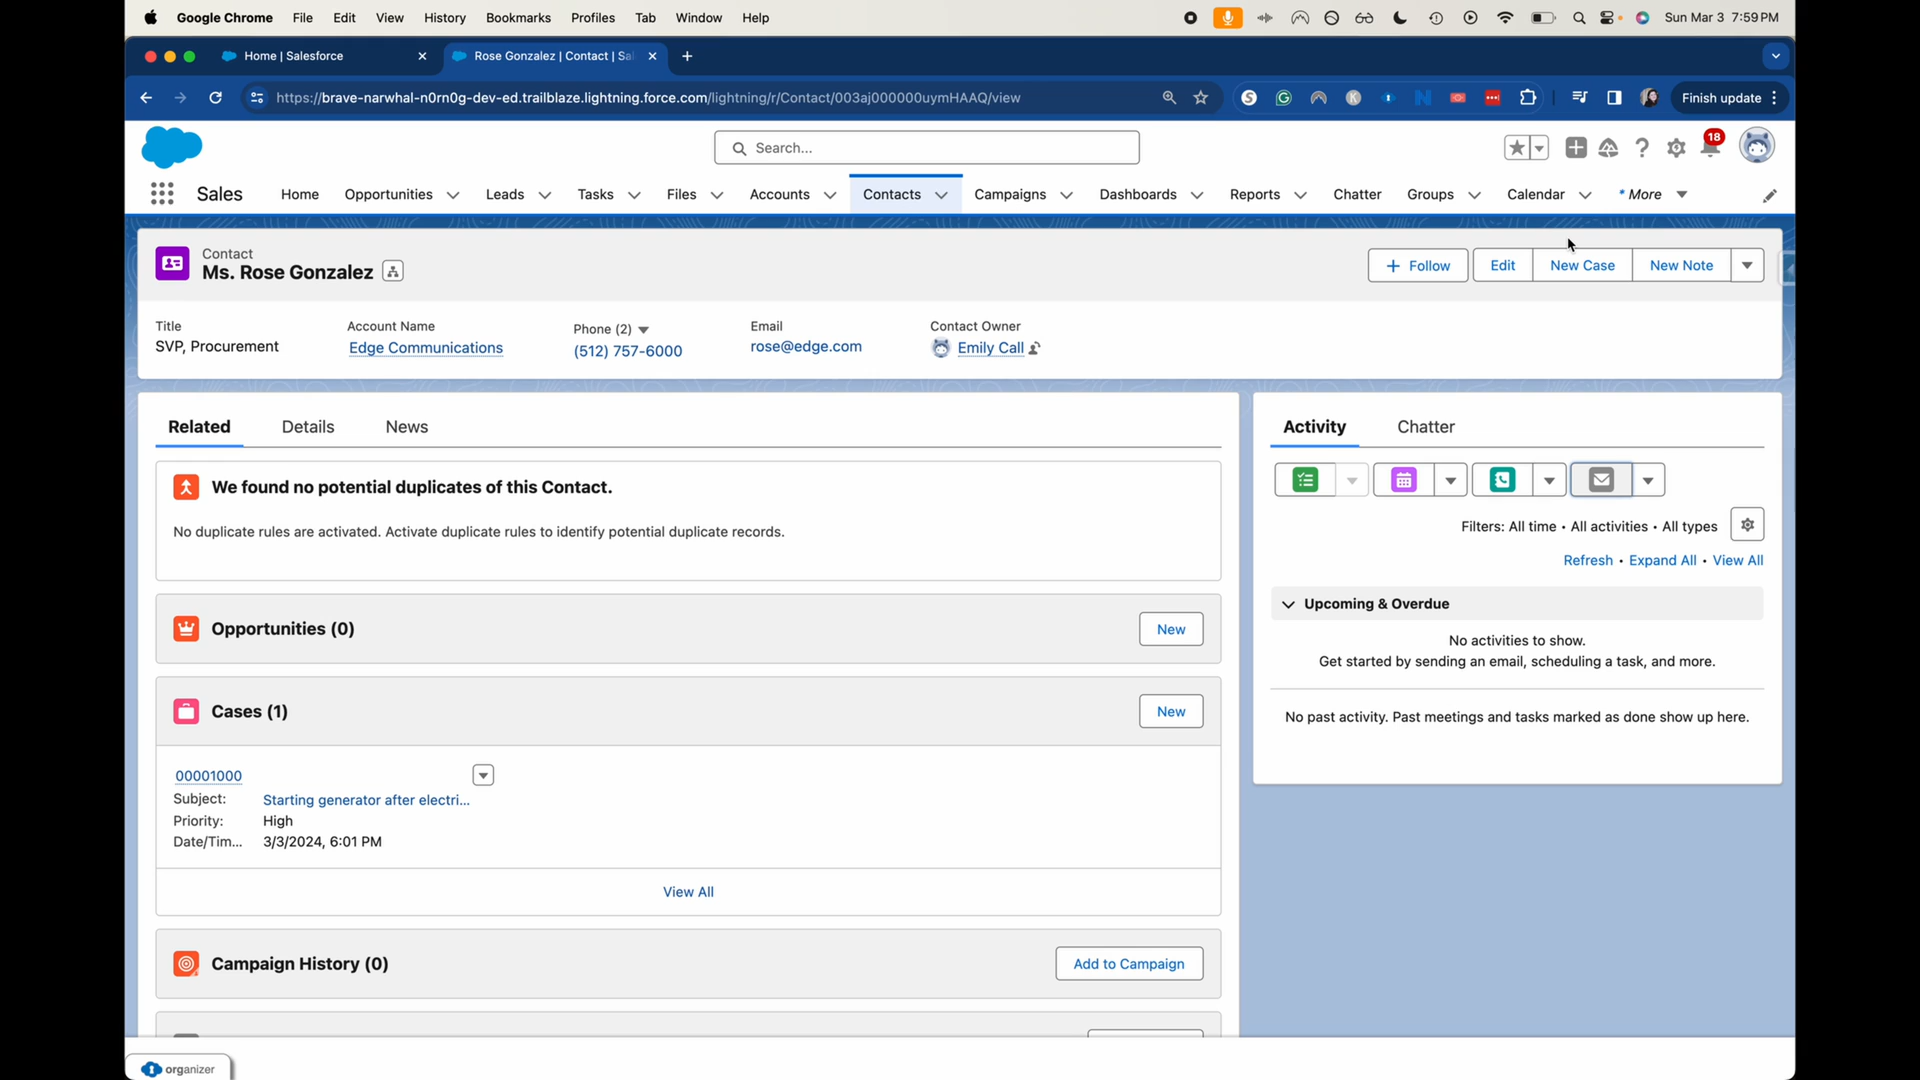 Google Chrome File Edit View History Bookmarks Profiles Tab Window Help Sun Mar 3 7:59 PM
Home | Salesforce Rose Gonzalez | Contact | Sa
https://brave-narwhal-n0rn0g-dev-ed.trailblaze.lightning.force.com/lightning/r/Contact/003aj000000uymHAAQ/view Finish update
Search... 18
Sales Home Opportunities Leads Tasks Files Accounts Contacts Campaigns Dashboards Reports Chatter Groups Calendar * More
Contact
Ms. Rose Gonzalez
+ Follow Edit New Case New Note
Title Account Name Phone (2) Email Contact Owner
SVP, Procurement Edge Communications (512) 757-6000 rose@edge.com Emily Call
Related Details News
We found no potential duplicates of this Contact.
No duplicate rules are activated. Activate duplicate rules to identify potential duplicate records.
Opportunities (0) New
Cases (1) New
00001000
Subject: Starting generator after electri...
Priority: High
Date/Tim... 3/3/2024, 6:01 PM
View All
Campaign History (0) Add to Campaign
Activity Chatter
Filters: All time • All activities • All types
Refresh • Expand All • View All
Upcoming & Overdue
No activities to show.
Get started by sending an email, scheduling a task, and more.
No past activity. Past meetings and tasks marked as done show up here.
organizer